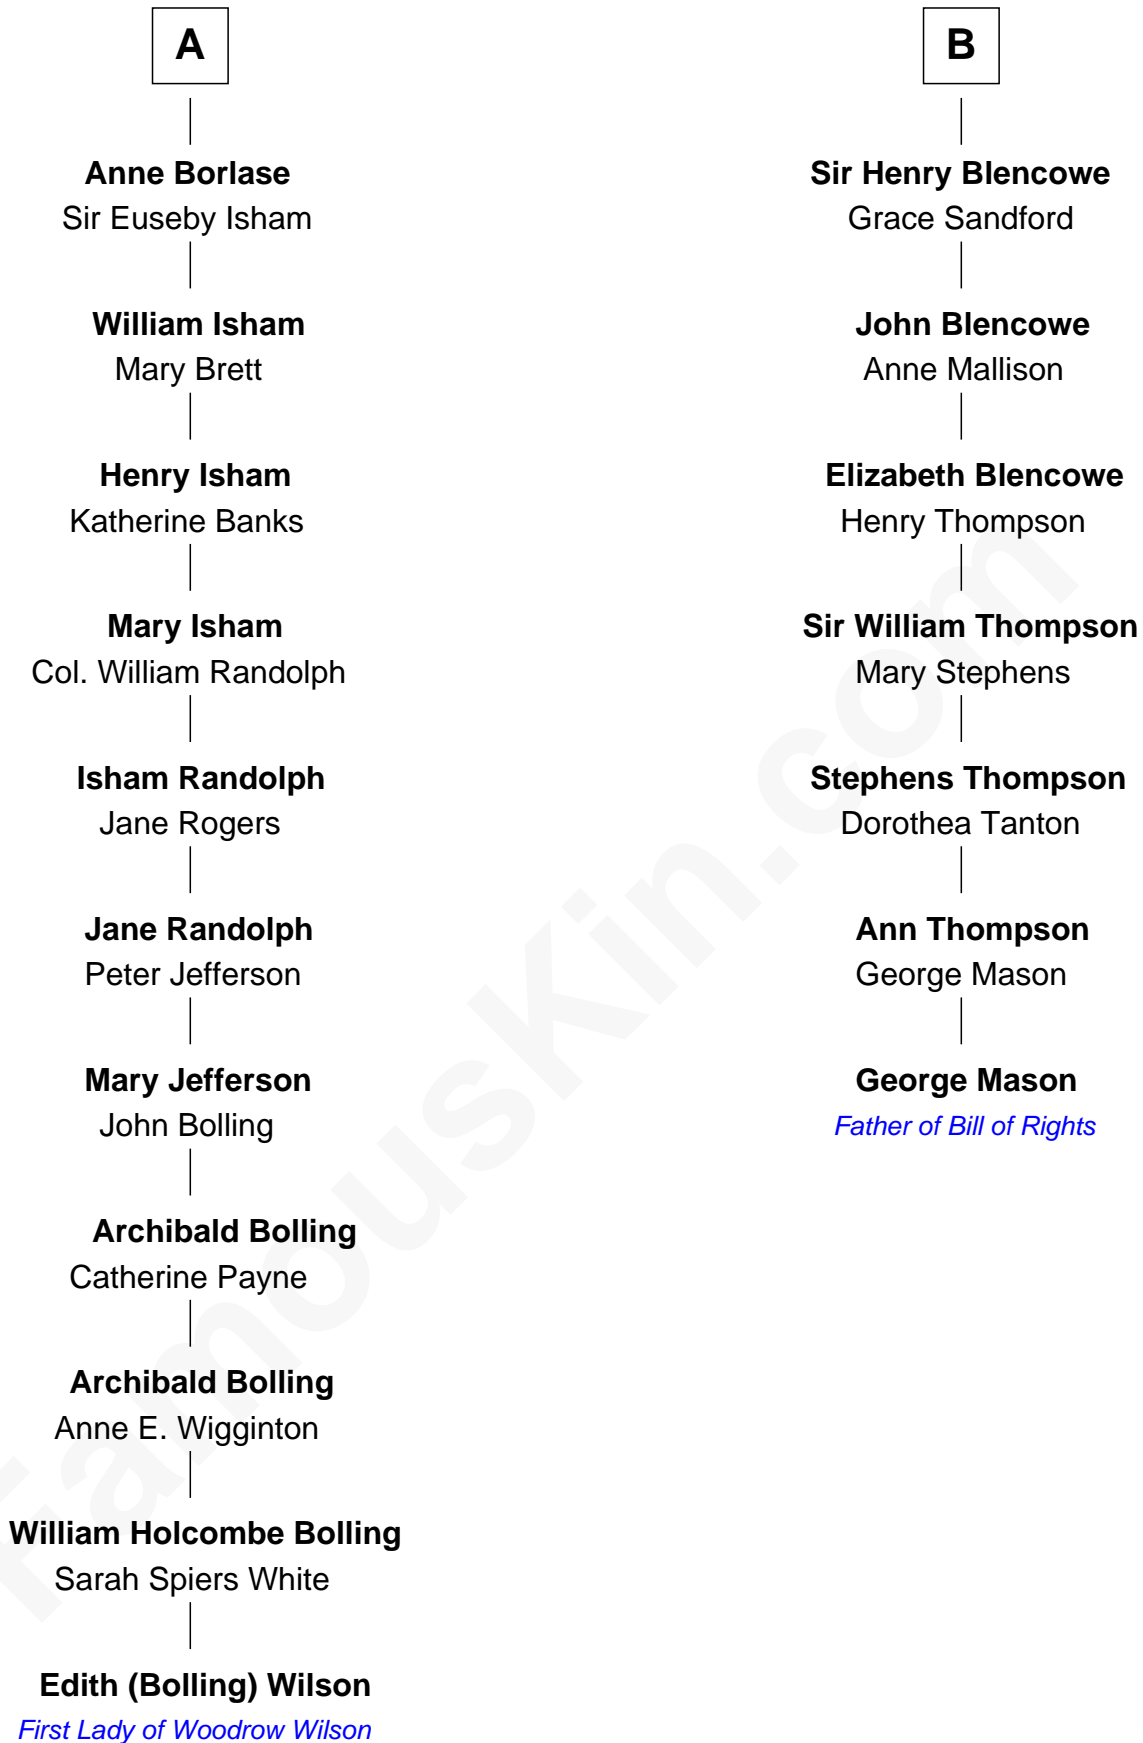 A
Anne Borlase
Sir Euseby Isham
William Isham
Mary Brett
Henry Isham
Katherine Banks
Mary Isham
Col. William Randolph
Isham Randolph
Jane Rogers
Jane Randolph
Peter Jefferson
Mary Jefferson
John Bolling
Archibald Bolling
Catherine Payne
Archibald Bolling
Anne E. Wigginton
William Holcombe Bolling
Sarah Spiers White
Edith (Bolling) Wilson
First Lady of Woodrow Wilson
B
Sir Henry Blencowe
Grace Sandford
John Blencowe
Anne Mallison
Elizabeth Blencowe
Henry Thompson
Sir William Thompson
Mary Stephens
Stephens Thompson
Dorothea Tanton
Ann Thompson
George Mason
George Mason
Father of Bill of Rights
FamousKin.com